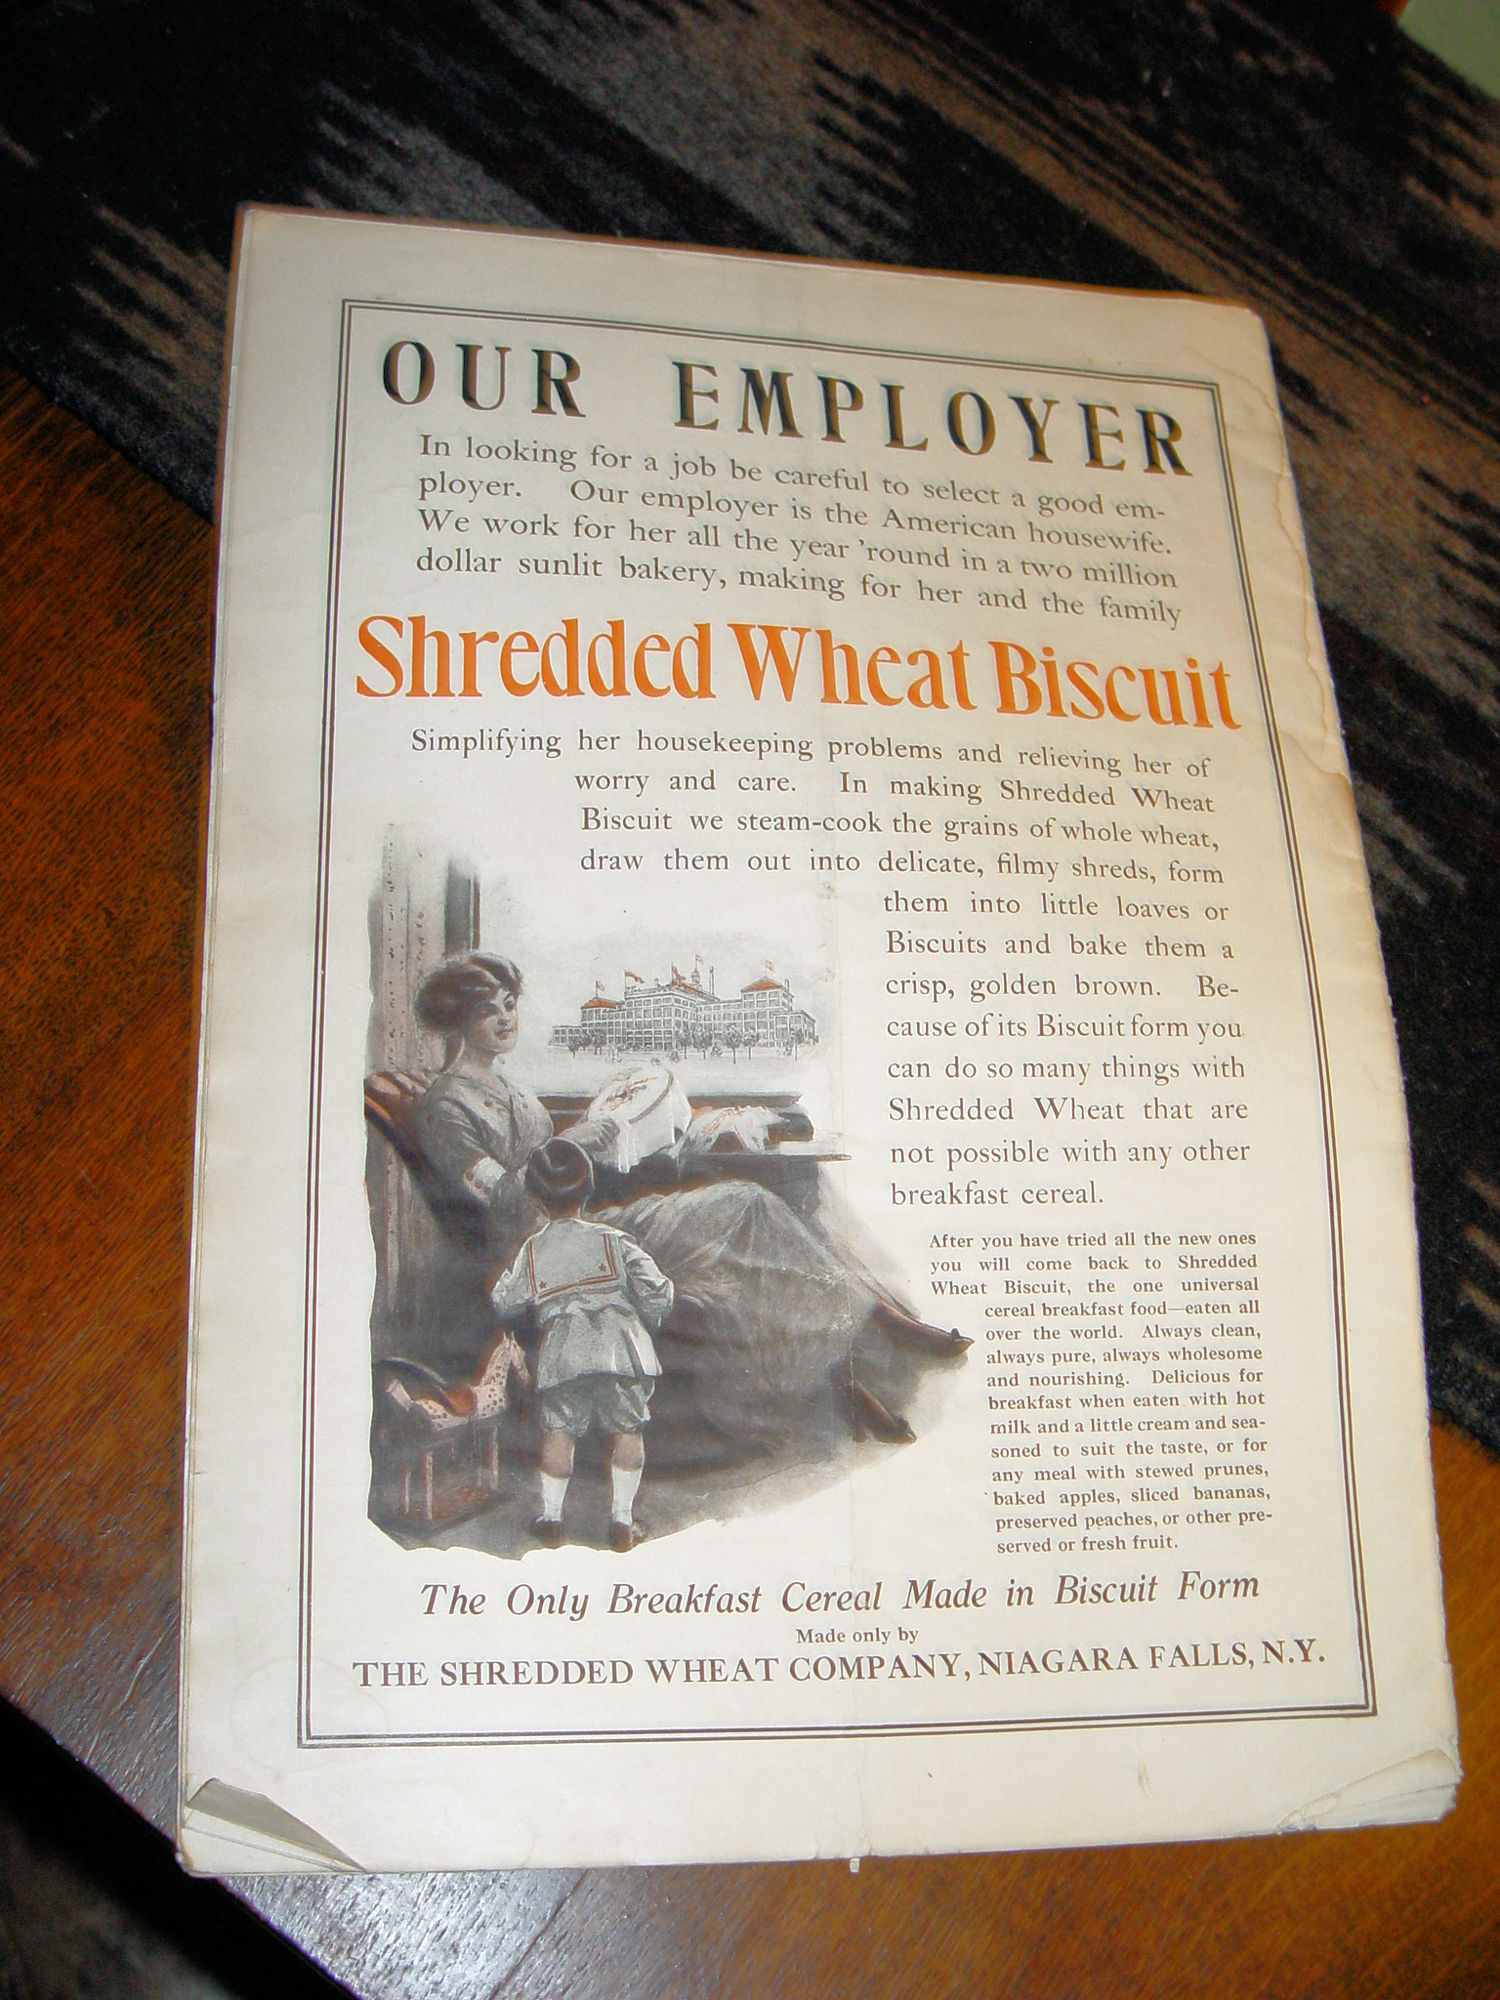 OUR EMPLOYER
In looking for a job be careful to select a good em-
ployer. Our employer is the American housewife.
We work for her all the year 'round in a two million
dollar sunlit bakery, making for her and the family
Shredded Wheat Biscuit
Simplifying her housekeeping problems and relieving her of
worry and care. In making Shredded Wheat
Biscuit we steam-cook the grains of whole wheat,
draw them out into delicate, filmy shreds, form
them into little loaves or
Biscuits and bake them a
crisp, golden brown. Be-
cause of its Biscuit form you
can do so many things with
Shredded Wheat that are
not possible with any other
breakfast cereal.
After you have tried all the new ones
you will come back to Shredded
Wheat Biscuit, the one universal
cereal breakfast food—eaten all
over the world. Always clean,
always pure, always wholesome
and nourishing. Delicious for
breakfast when eaten with hot
milk and a little cream and sea-
soned to suit the taste, or for
any meal with stewed prunes,
baked apples, sliced bananas,
preserved peaches, or other pre-
served or fresh fruit.
The Only Breakfast Cereal Made in Biscuit Form
Made only by
THE SHREDDED WHEAT COMPANY, NIAGARA FALLS, N.Y.